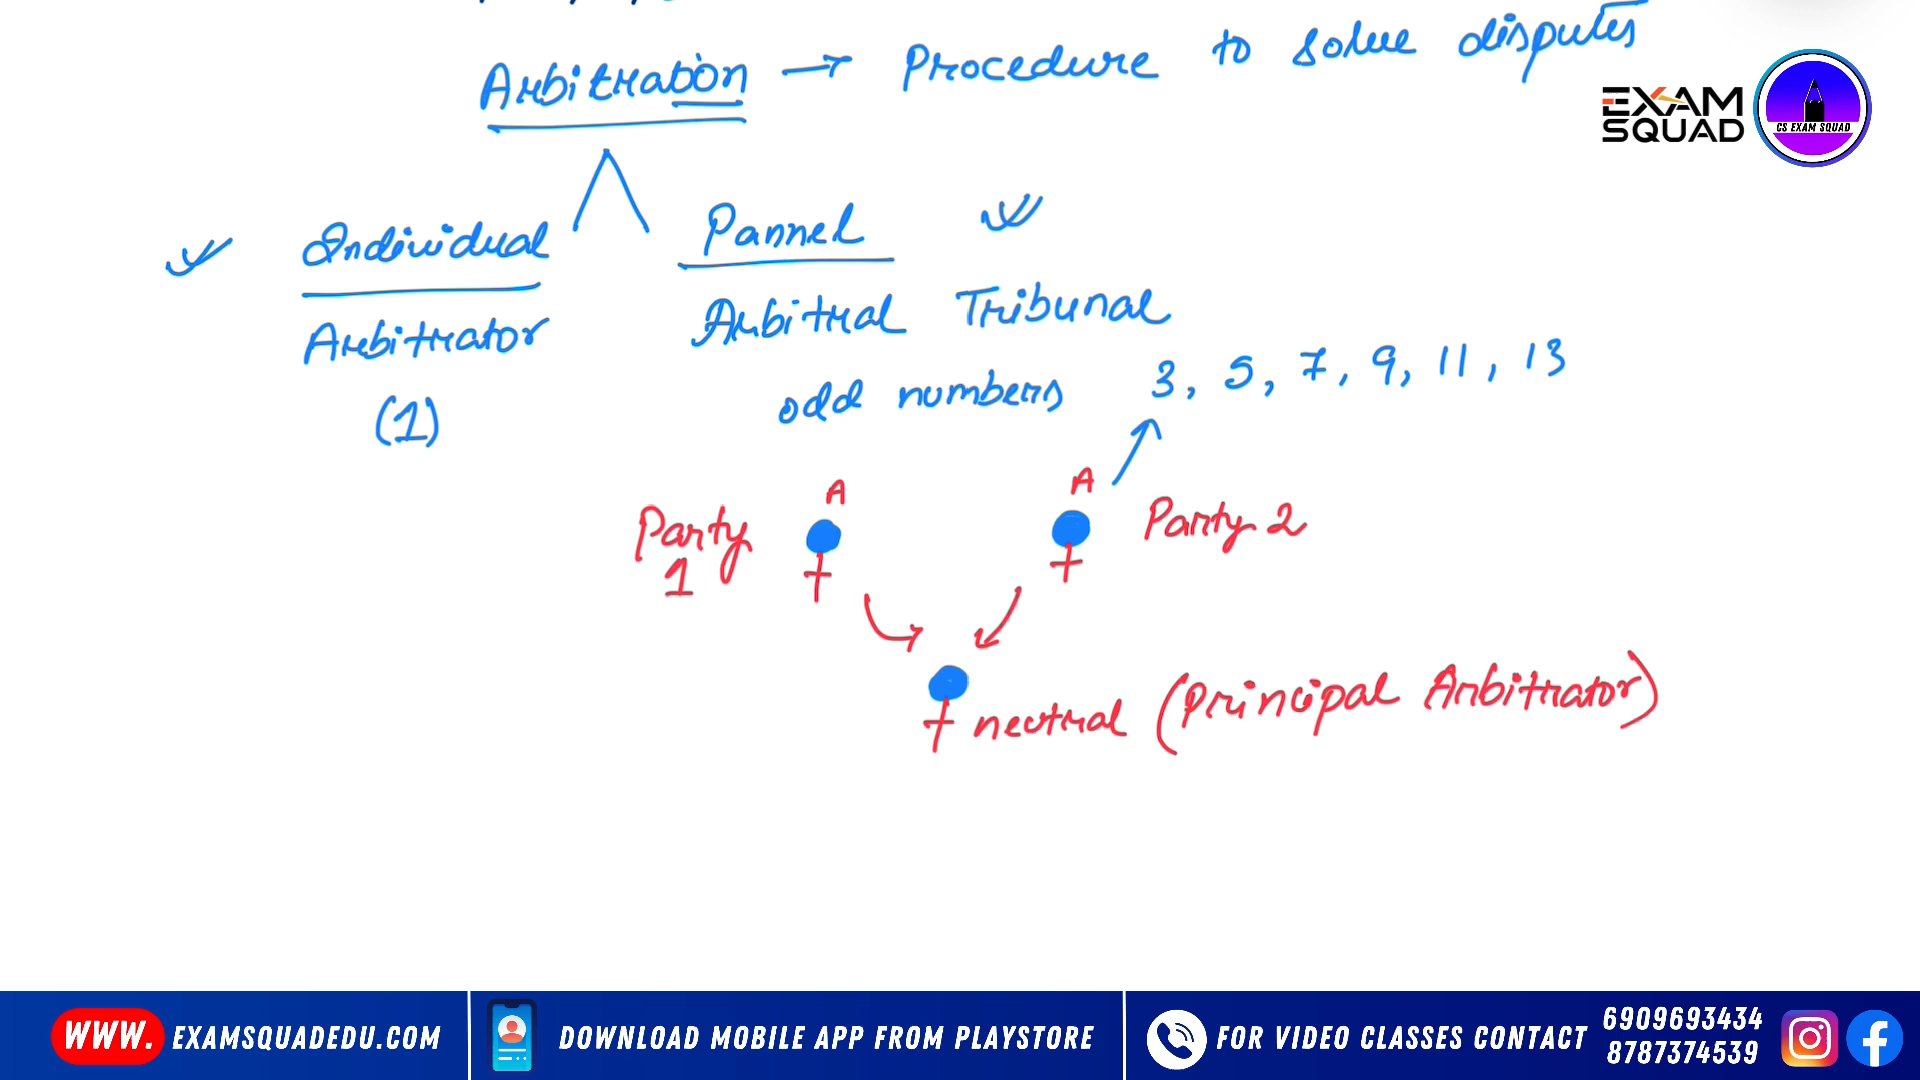 Arbitration → Procedure to solve disputes
EXAM
SQUAD
CS EXAM SQUAD
Individual
Pannel
Arbitrator
Arbitral Tribunal
(1)
odd numbers 3, 5, 7, 9, 11, 13
A
A
Party
1
Party 2
neutral (Principal Arbitrator)
WWW. EXAMSQUADEDU.COM
DOWNLOAD MOBILE APP FROM PLAYSTORE
FOR VIDEO CLASSES CONTACT
6909693434
8787374539